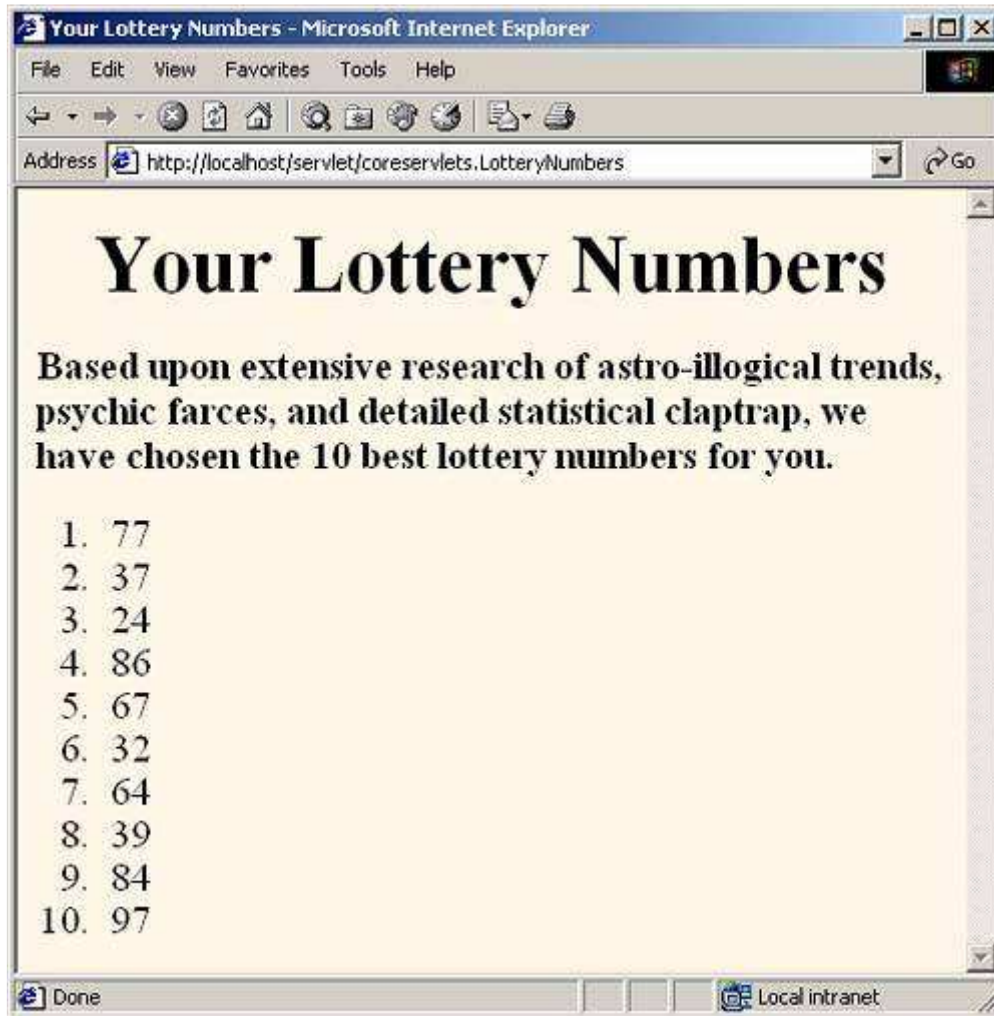 Your Lottery Numbers - Microsoft Internet Explorer
File Edit View Favorites Tools Help
Address http://localhost/servlet/coreservlets.LotteryNumbers Go
Your Lottery Numbers
Based upon extensive research of astro-illogical trends,
psychic farces, and detailed statistical claptrap, we
have chosen the 10 best lottery numbers for you.
1. 77
2. 37
3. 24
4. 86
5. 67
6. 32
7. 64
8. 39
9. 84
10. 97
Done Local intranet